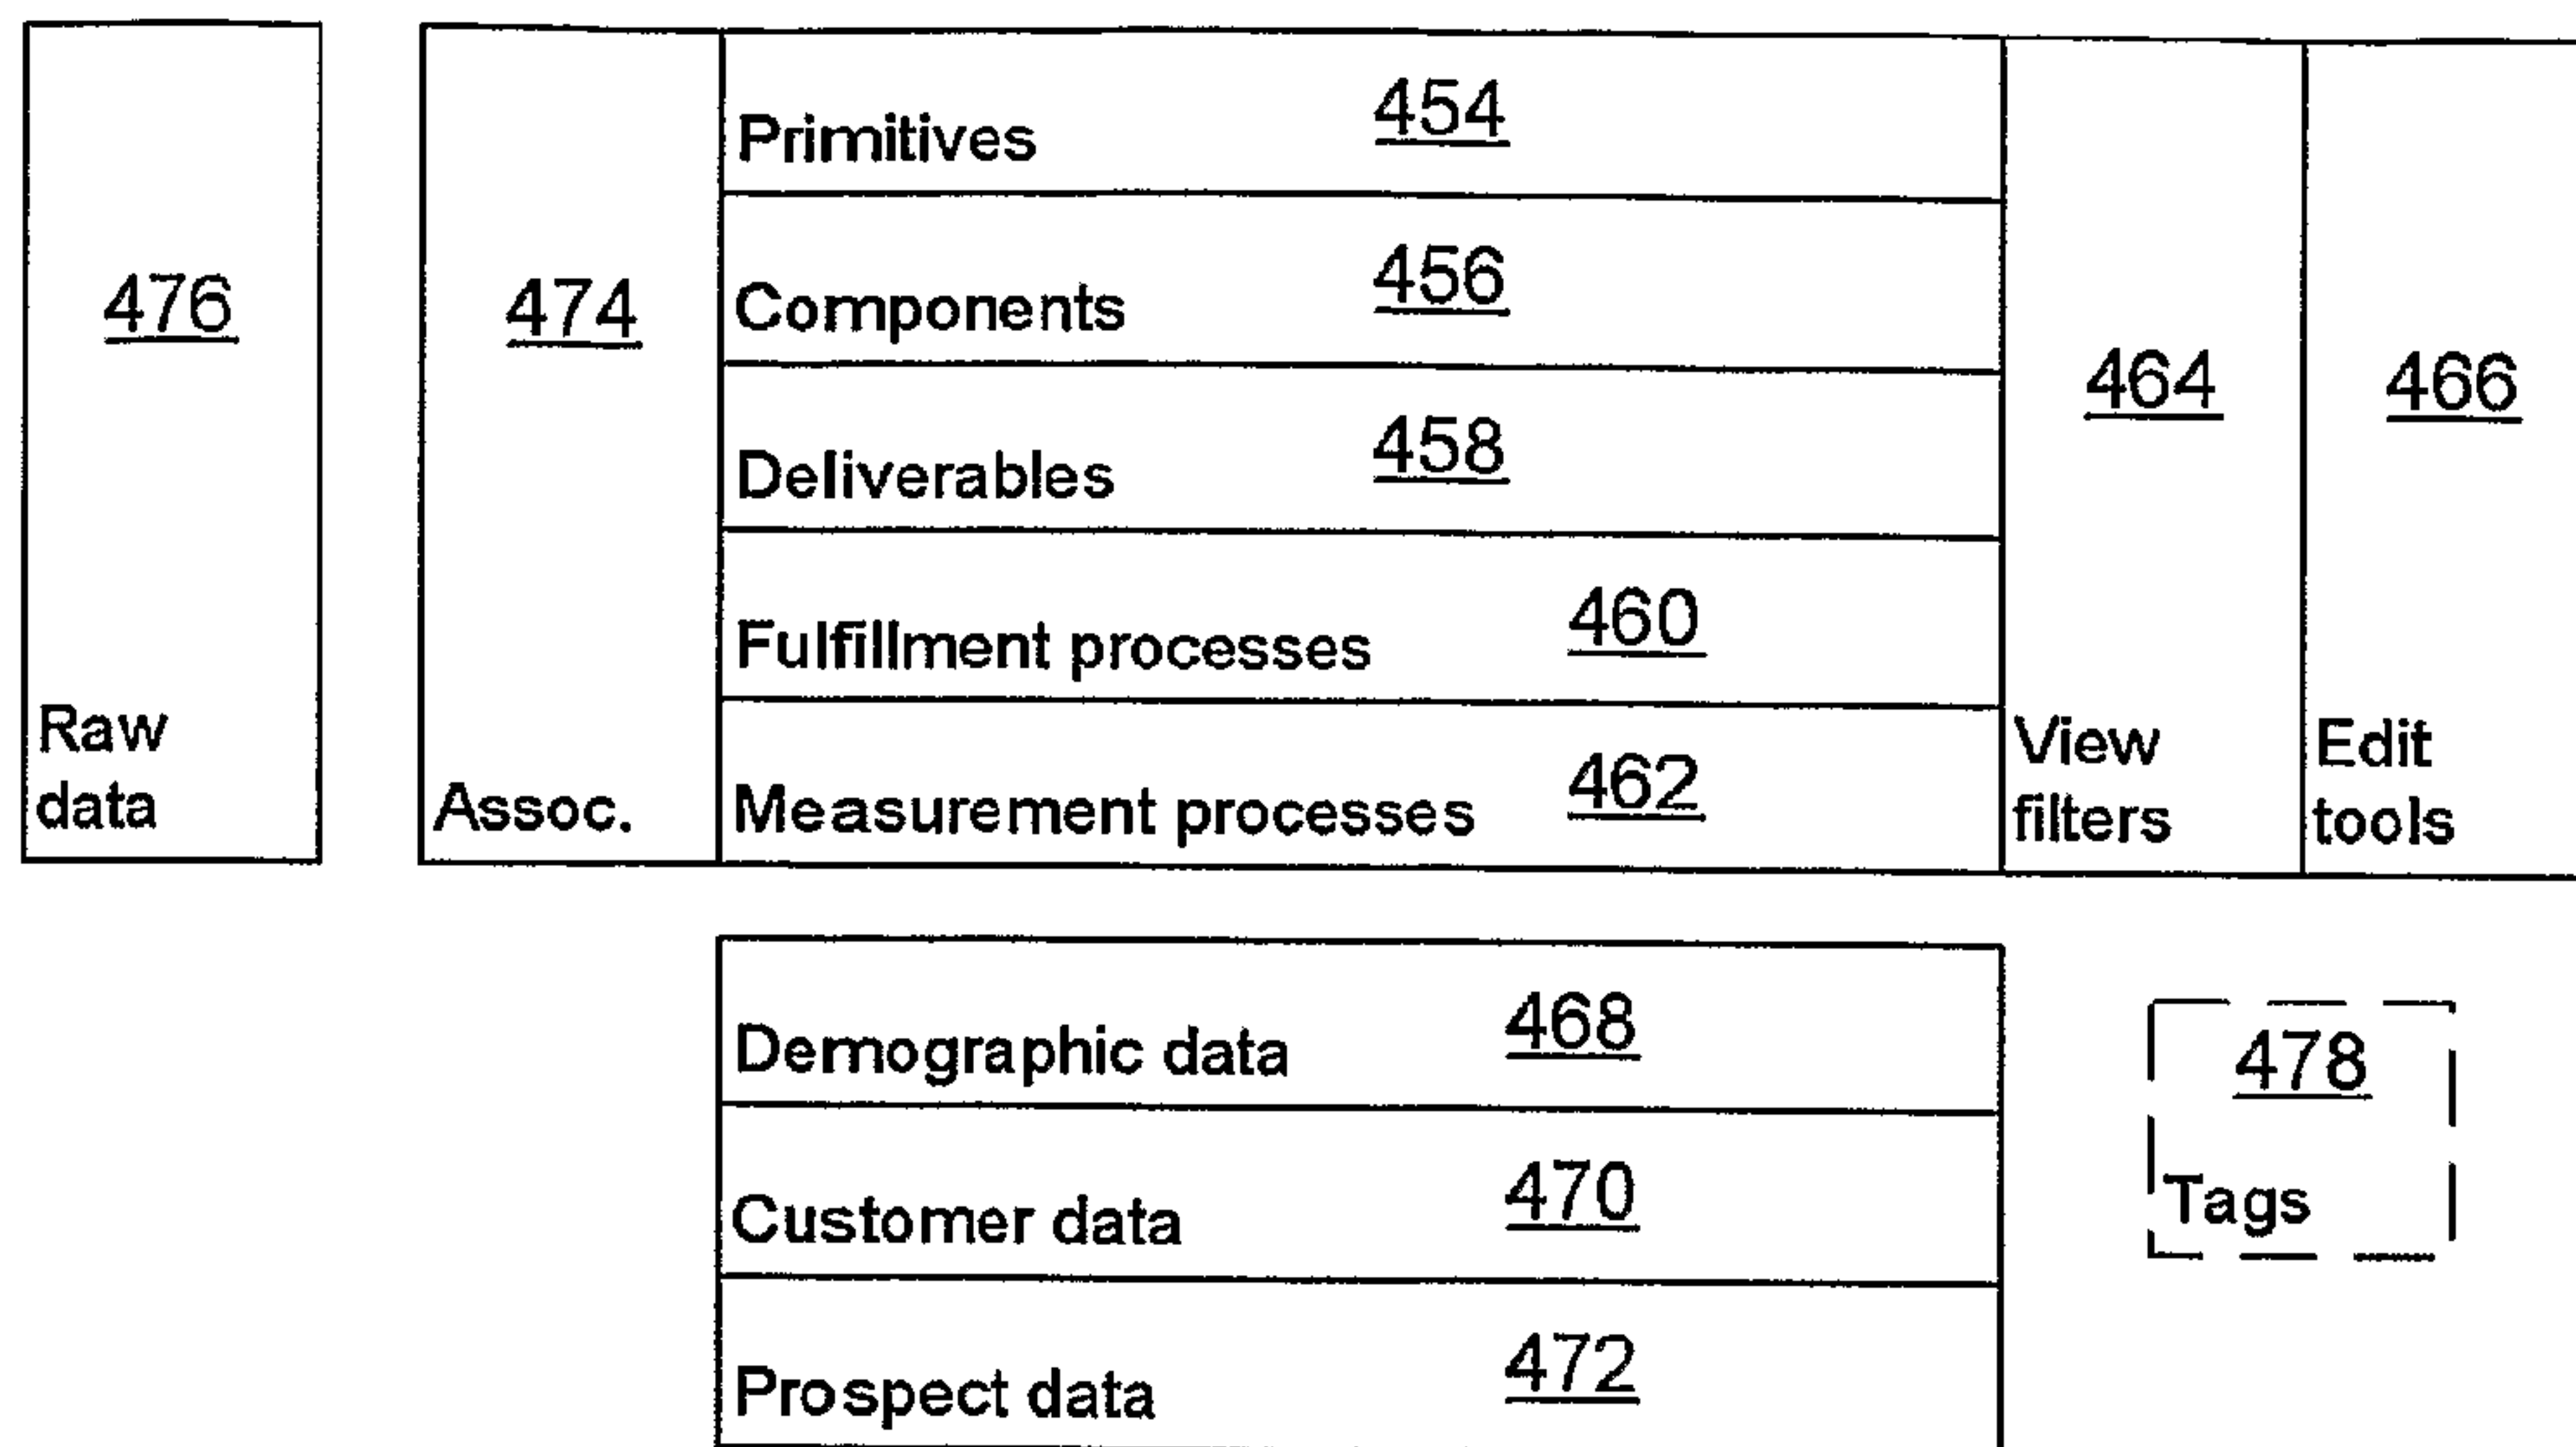 476
Raw
data
474
Assoc.
Primitives 454
Components 456
Deliverables 458
Fulfillment processes 460
Measurement processes 462
464
View
filters
466
Edit
tools
Demographic data 468
Customer data 470
Prospect data 472
478
Tags